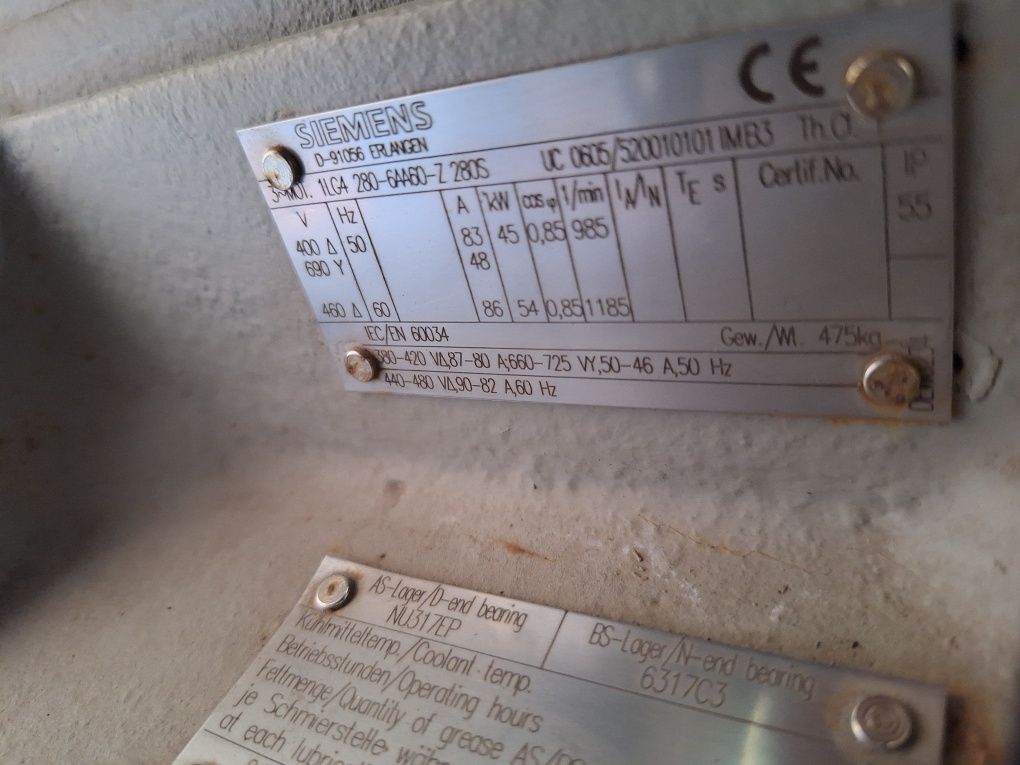 SIEMENS CE
D-91056 ERLANGEN
3~MOT. 1LG4 280-6AA60-Z 280S UC 0605/520010101 IMB3 Th.Cl.
V Hz A kW cosφ 1/min IA/IN TE s Certif.No. IP
400 Δ 50 83 45 0,85 985 55
690 Y 48
460 Δ 60 86 54 0,85 1185
IEC/EN 60034 Gew./Wt. 475kg
380-420 VΔ,87-80 A;660-725 VY,50-46 A,50 Hz
440-480 VΔ,90-82 A,60 Hz
AS-Lager/D-end bearing BS-Lager/N-end bearing
NU317EP 6317C3
Kühlmitteltemp./Coolant temp.
Betriebsstunden/Operating hours
Fettmenge/Quantity of grease AS/
je Schmierstelle
at each